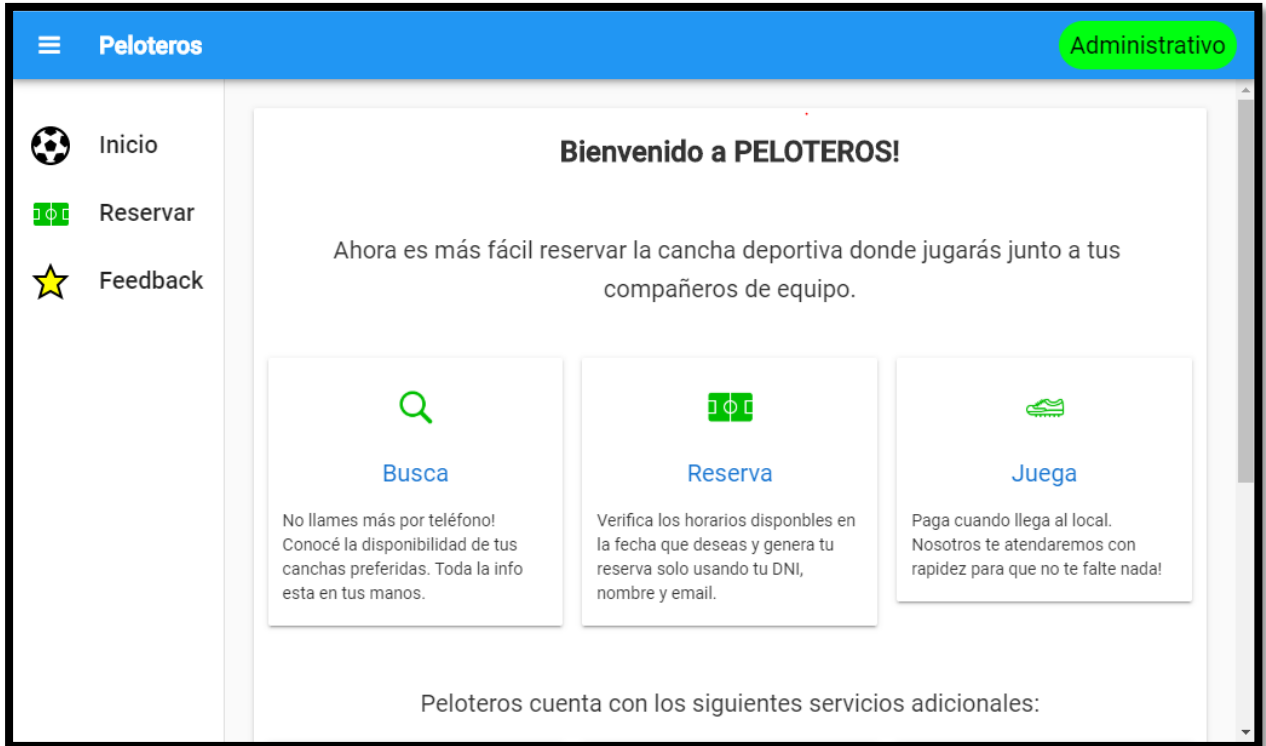 Peloteros
Administrativo
Inicio
Reservar
Feedback
Bienvenido a PELOTEROS!
Ahora es más fácil reservar la cancha deportiva donde jugarás junto a tus
compañeros de equipo.
Busca
No llames más por teléfono!
Conocé la disponibilidad de tus
canchas preferidas. Toda la info
esta en tus manos.
Reserva
Verifica los horarios disponbles en
la fecha que deseas y genera tu
reserva solo usando tu DNI,
nombre y email.
Juega
Paga cuando llega al local.
Nosotros te atendaremos con
rapidez para que no te falte nada!
Peloteros cuenta con los siguientes servicios adicionales: